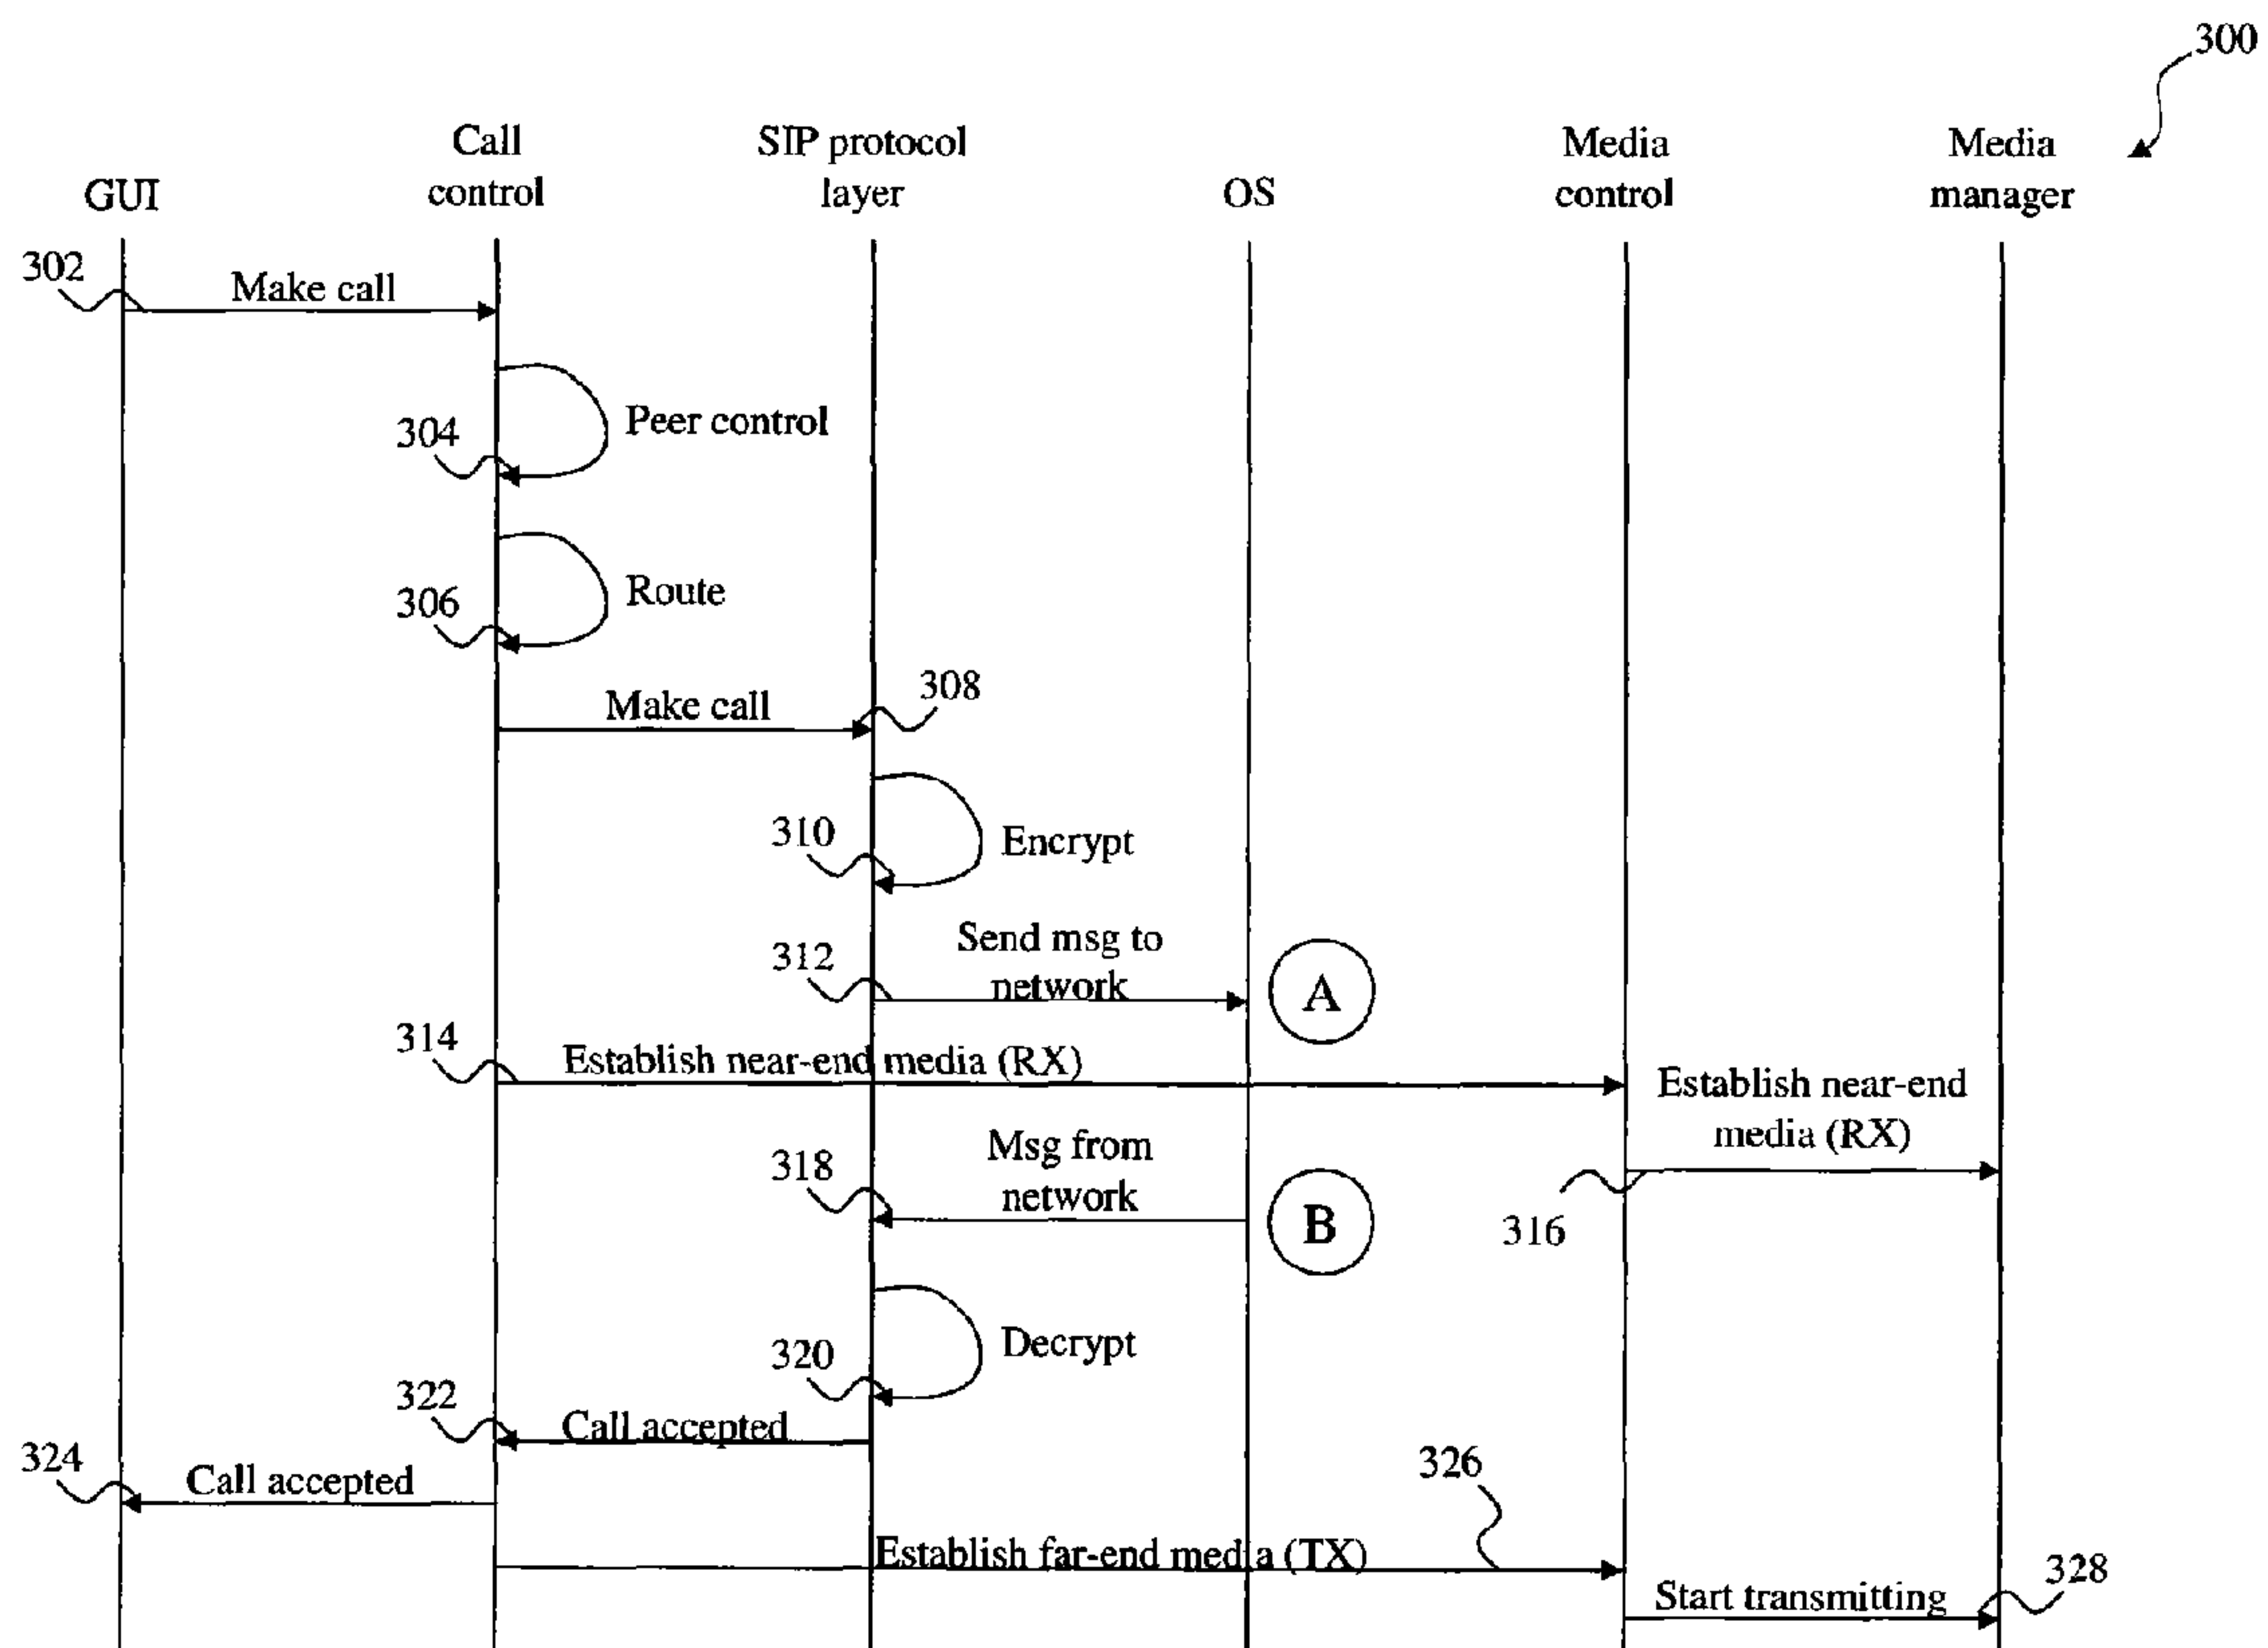 300
Call
control
SIP protocol
layer
Media
control
Media
manager
GUI
OS
302
Make call
304
Peer control
306
Route
308
Make call
310
Encrypt
312
Send msg to
network
A
314
Establish near-end media (RX)
Establish near-end
media (RX)
316
318
Msg from
network
B
320
Decrypt
322
Call accepted
324
Call accepted
326
Establish far-end media (TX)
328
Start transmitting